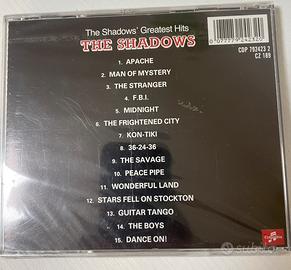 The Shadows' Greatest Hits
THE SHADOWS
CDP 792423 2
CZ 189
1. APACHE
2. MAN OF MYSTERY
3. THE STRANGER
4. F.B.I.
5. MIDNIGHT
6. THE FRIGHTENED CITY
7. KON-TIKI
8. 36-24-36
9. THE SAVAGE
10. PEACE PIPE
11. WONDERFUL LAND
12. STARS FELL ON STOCKTON
13. GUITAR TANGO
14. THE BOYS
15. DANCE ON!
subito.it